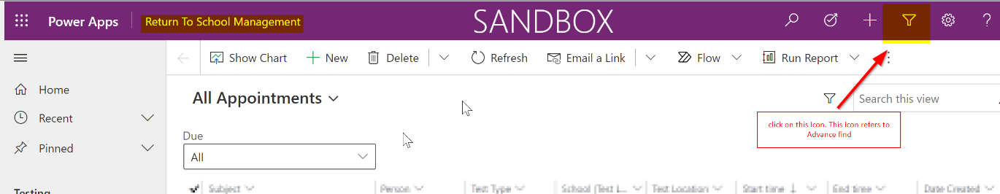 Power Apps Return To School Management SANDBOX
Show Chart New Delete Refresh Email a Link Flow Run Report
Home
All Appointments
Search this view
Recent
click on this Icon. This Icon refers to
Advance find
Pinned
Due
All
Subject Person Test Type School (Test L... Test Location Start time ↓ End time Date Created